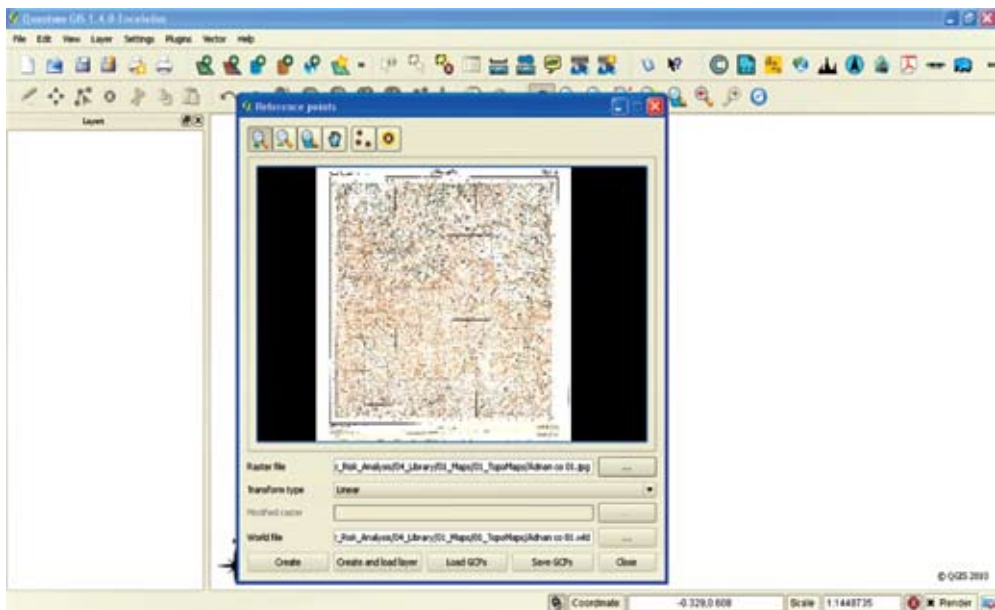 Quantum GIS 1.4.0-Enceladus
File Edit View Layer Settings Plugins Vector Help
Layers
Reference points
Raster file
:_Risk_Analysis/04_Library/01_Maps/01_TopoMaps/Adnan co 01.jpg
...
Transform type
Linear
Modified raster
...
World file
:_Risk_Analysis/04_Library/01_Maps/01_TopoMaps/Adnan co 01.wld
...
Create
Create and load layer
Load GCPs
Save GCPs
Close
© QGIS 2010
Coordinate
-0.329,0.608
Scale
1:1448735
Render